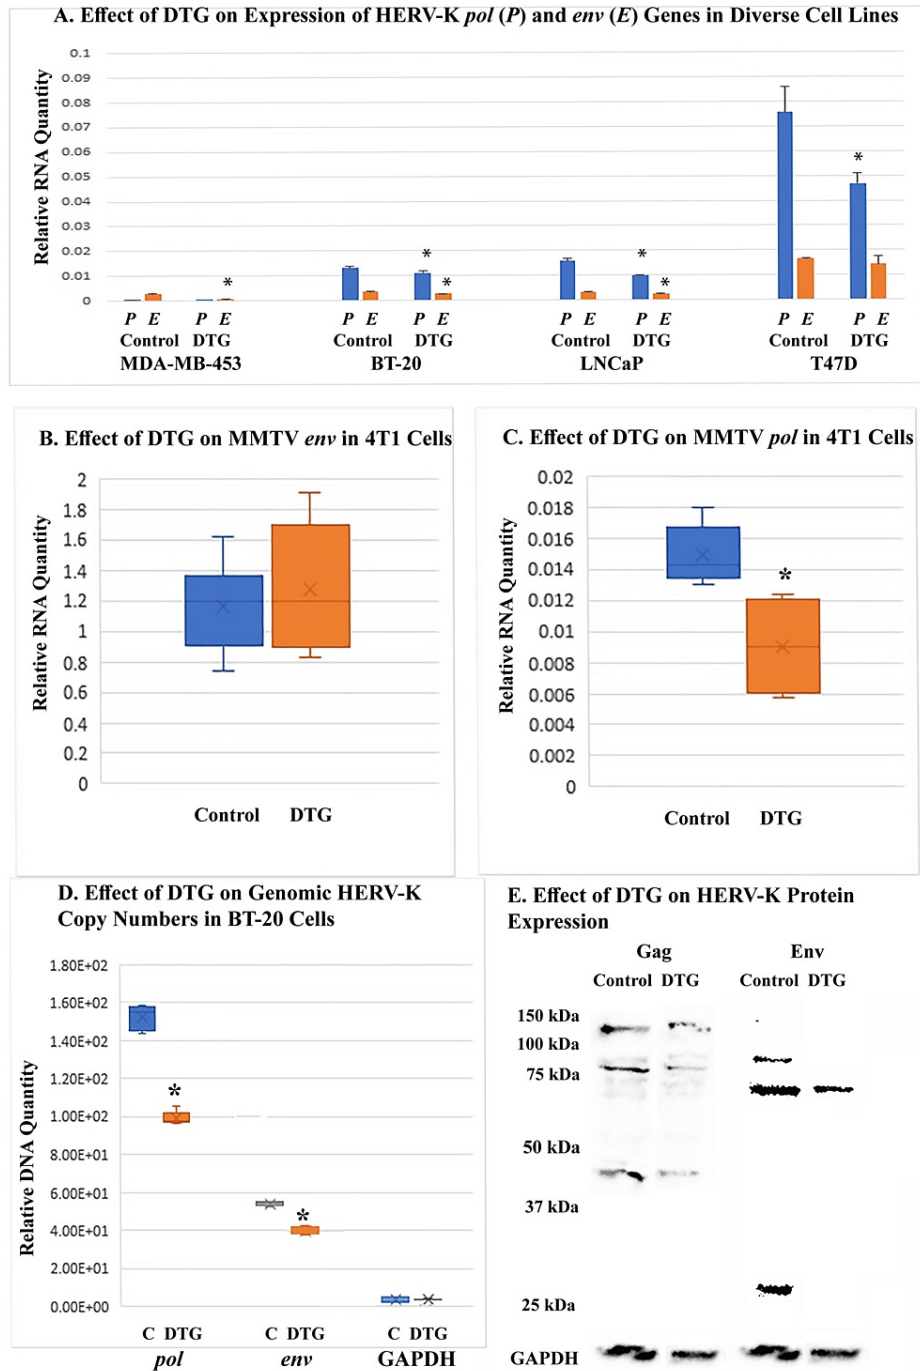 A. Effect of DTG on Expression of HERV-K pol (P) and env (E) Genes in Diverse Cell Lines
Relative RNA Quantity
0.1
0.09
0.08
0.07
0.06
0.05
0.04
0.03
0.02
0.01
0
*
* *
* *
*
P E P E P E P E P E P E P E P E
Control DTG Control DTG Control DTG Control DTG
MDA-MB-453 BT-20 LNCaP T47D
B. Effect of DTG on MMTV env in 4T1 Cells
Relative RNA Quantity
2
1.8
1.6
1.4
1.2
1
0.8
0.6
0.4
0.2
0
Control DTG
C. Effect of DTG on MMTV pol in 4T1 Cells
Relative RNA Quantity
0.02
0.018
0.016
0.014
0.012
0.01
0.008
0.006
0.004
0.002
0
*
Control DTG
D. Effect of DTG on Genomic HERV-K
Copy Numbers in BT-20 Cells
Relative DNA Quantity
1.80E+02
1.60E+02
1.40E+02
1.20E+02
1.00E+02
8.00E+01
6.00E+01
4.00E+01
2.00E+01
0.00E+00
*
*
C DTG C DTG C DTG
pol env GAPDH
E. Effect of DTG on HERV-K Protein
Expression
Gag Env
Control DTG Control DTG
150 kDa
100 kDa
75 kDa
50 kDa
37 kDa
25 kDa
GAPDH